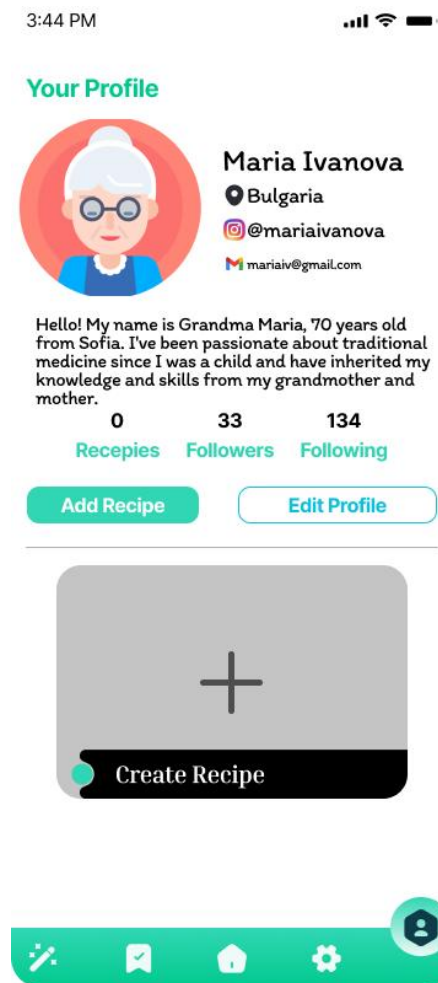 3:44 PM
Your Profile
Maria Ivanova
Bulgaria
@mariaivanova
mariaiv@gmail.com
Hello! My name is Grandma Maria, 70 years old
from Sofia. I've been passionate about traditional
medicine since I was a child and have inherited my
knowledge and skills from my grandmother and
mother.
0 33 134
Recepies Followers Following
Add Recipe Edit Profile
Create Recipe